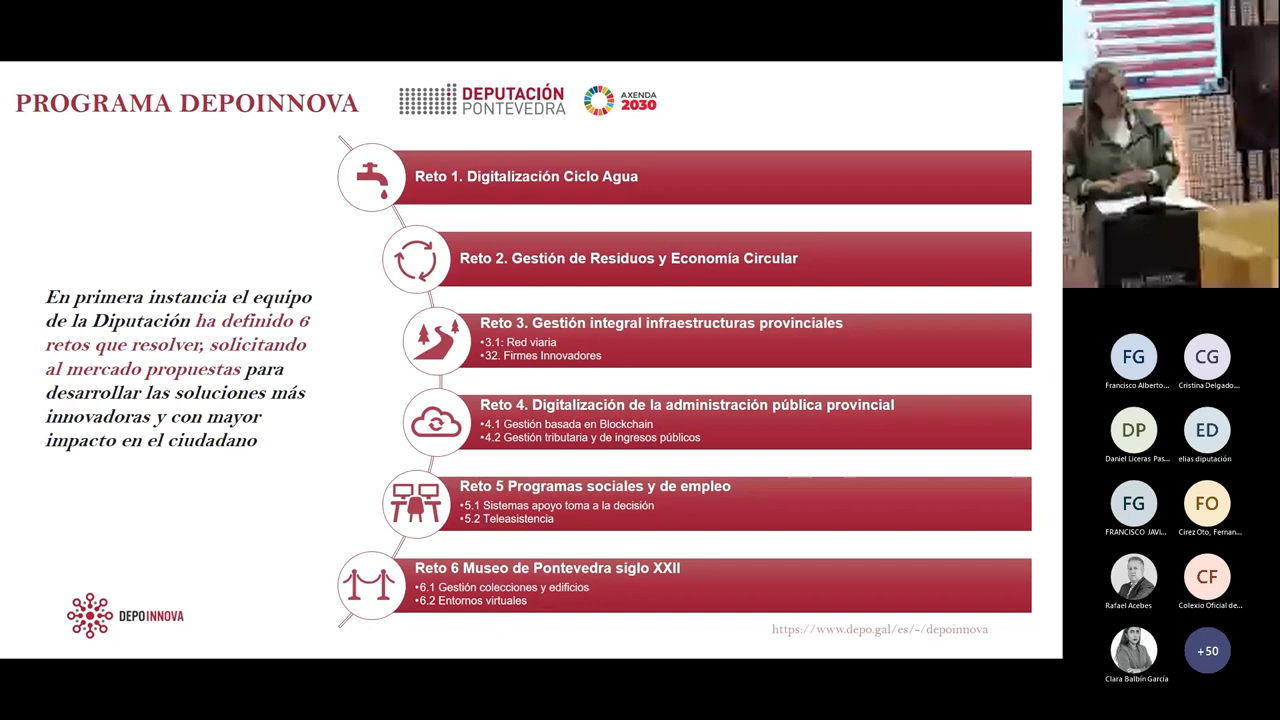 PROGRAMA DEPOINNOVA
DEPUTACIÓN
PONTEVEDRA
AXENDA
2030
En primera instancia el equipo
de la Diputación ha definido 6
retos que resolver, solicitando
al mercado propuestas para
desarrollar las soluciones más
innovadoras y con mayor
impacto en el ciudadano
Reto 1. Digitalización Ciclo Agua
Reto 2. Gestión de Residuos y Economía Circular
Reto 3. Gestión integral infraestructuras provinciales
•3.1: Red viaria
•32. Firmes Innovadores
Reto 4. Digitalización de la administración pública provincial
•4.1 Gestión basada en Blockchain
•4.2 Gestión tributaria y de ingresos públicos
Reto 5 Programas sociales y de empleo
•5.1 Sistemas apoyo toma a la decisión
•5.2 Teleasistencia
Reto 6 Museo de Pontevedra siglo XXII
•6.1 Gestión colecciones y edificios
•6.2 Entornos virtuales
DEPOINNOVA
https://www.depo.gal/es/-/depoinnova
FG
CG
Francisco Alberto...
Cristina Delgado...
DP
ED
Daniel Liceras Pas...
elias diputación
FG
FO
FRANCISCO JAVI...
Cirez Oto, Fernan...
CF
Rafael Acebes
Colexio Oficial de...
+50
Clara Balbín García